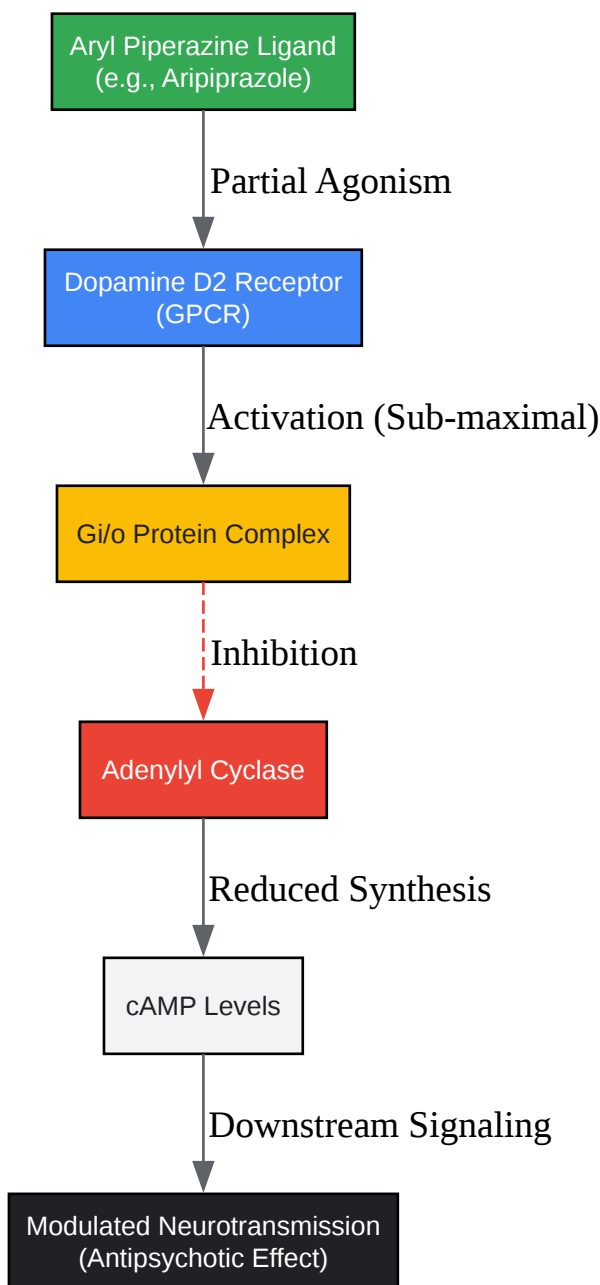 Aryl Piperazine Ligand
(e.g., Aripiprazole)
Partial Agonism
Dopamine D2 Receptor
(GPCR)
Activation (Sub-maximal)
Gi/o Protein Complex
Inhibition
Adenylyl Cyclase
Reduced Synthesis
cAMP Levels
Downstream Signaling
Modulated Neurotransmission
(Antipsychotic Effect)